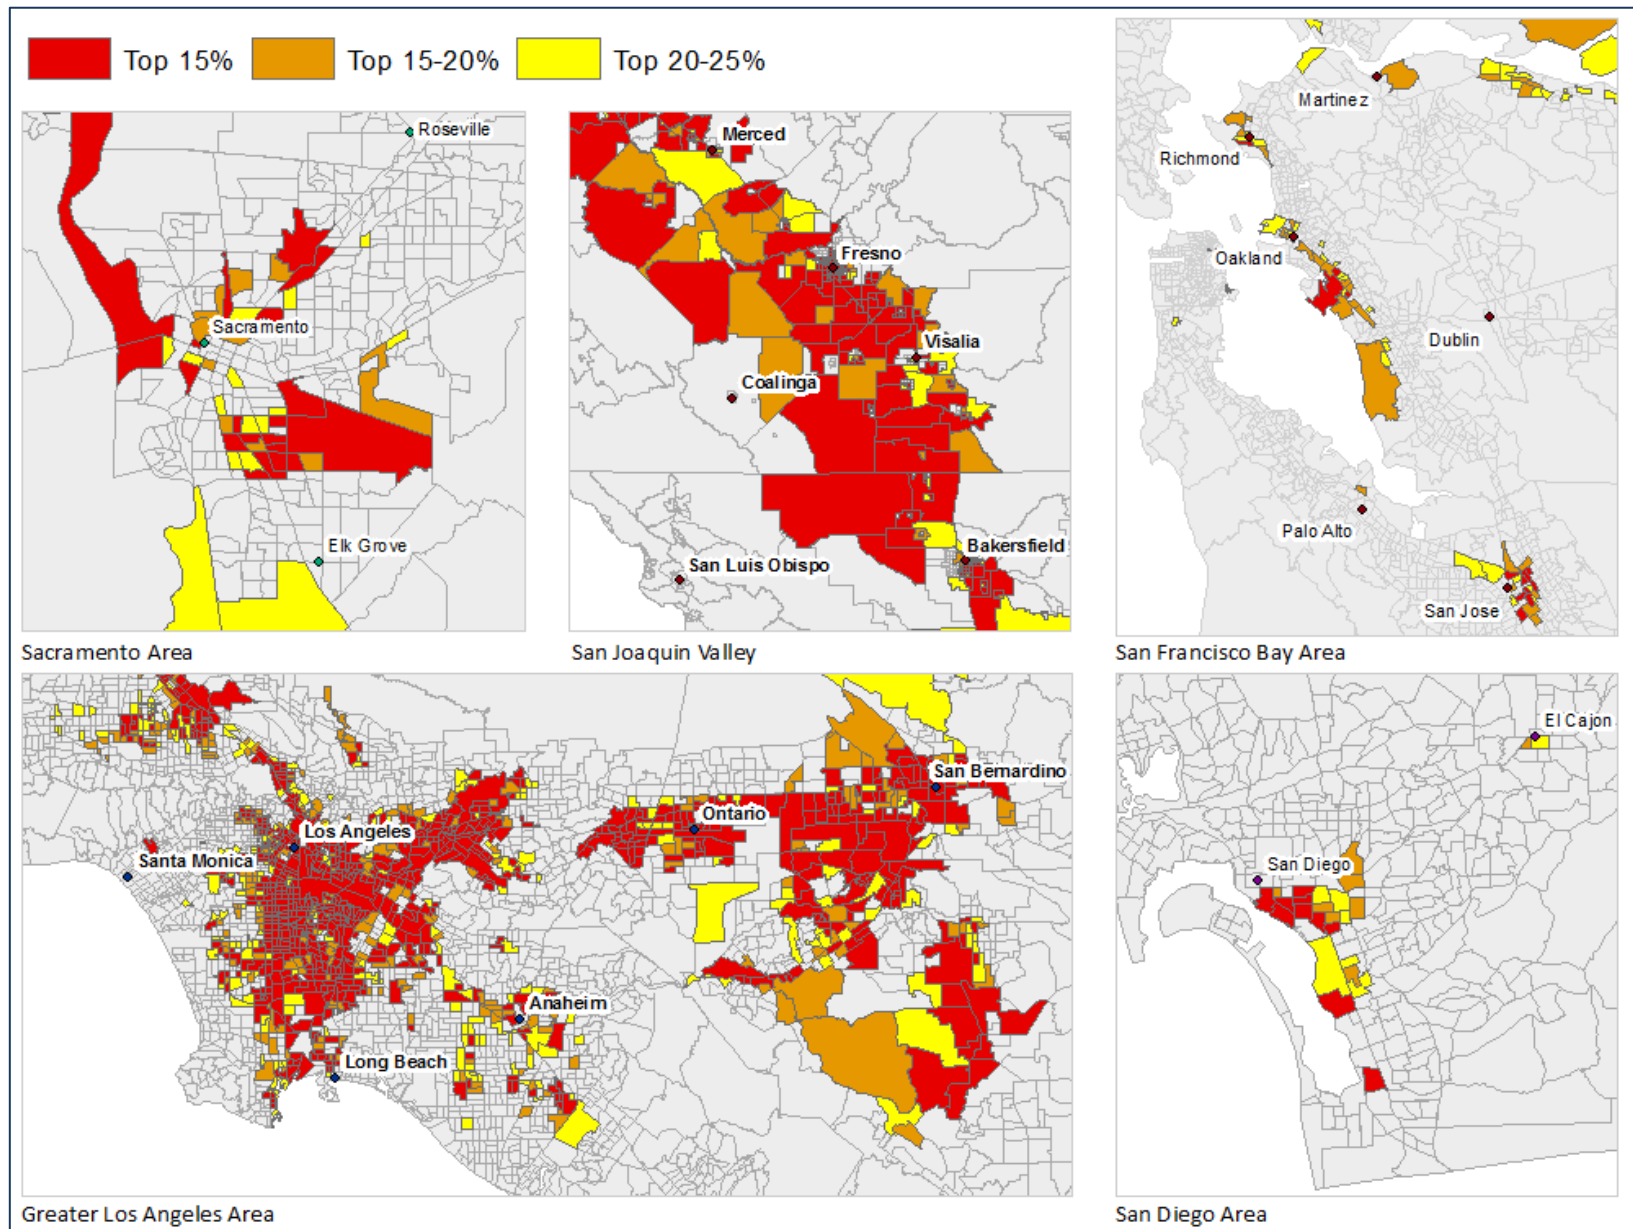 Top 15%
Top 15-20%
Top 20-25%
Roseville
Sacramento
Elk Grove
Sacramento Area
Merced
Fresno
Visalia
Coalinga
Bakersfield
San Luis Obispo
San Joaquin Valley
Martinez
Richmond
Oakland
Dublin
Palo Alto
San Jose
San Francisco Bay Area
San Bernardino
Ontario
Los Angeles
Santa Monica
Anaheim
Long Beach
Greater Los Angeles Area
El Cajon
San Diego
San Diego Area